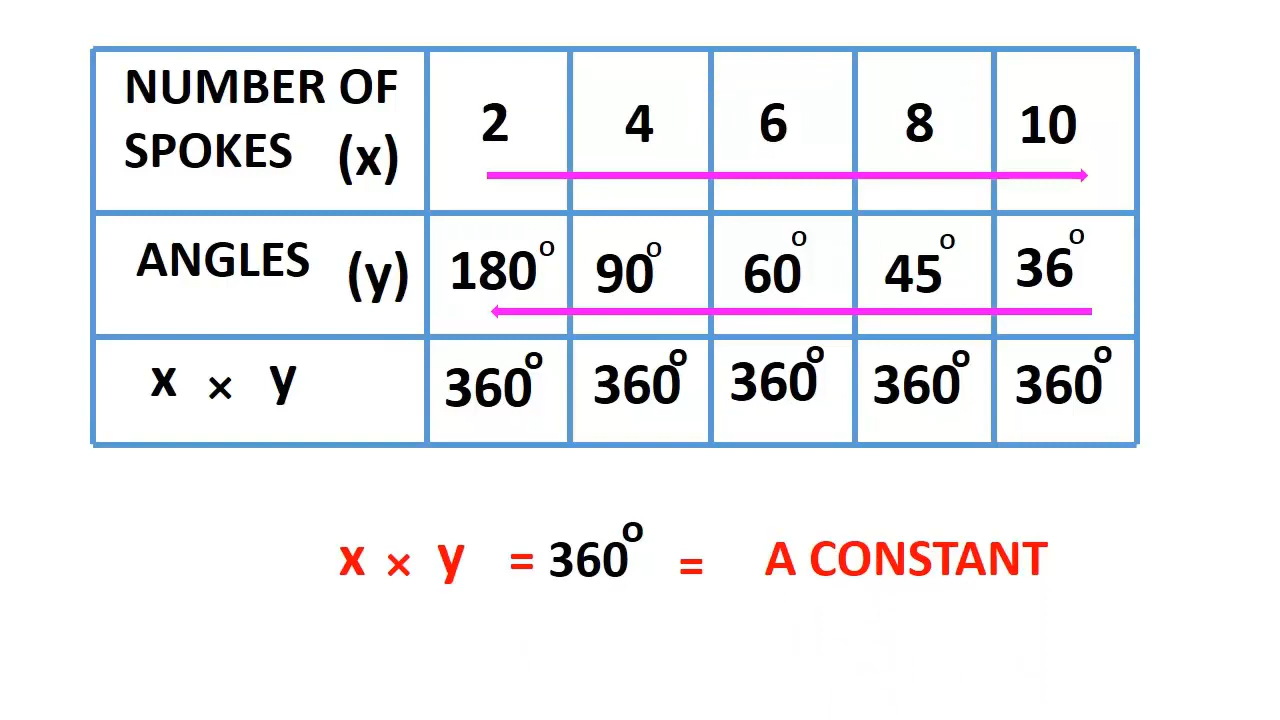 NUMBER OF
SPOKES (x) 2 4 6 8 10
ANGLES (y) 180° 90° 60° 45° 36°
x × y 360° 360° 360° 360° 360°
x × y = 360° = A CONSTANT